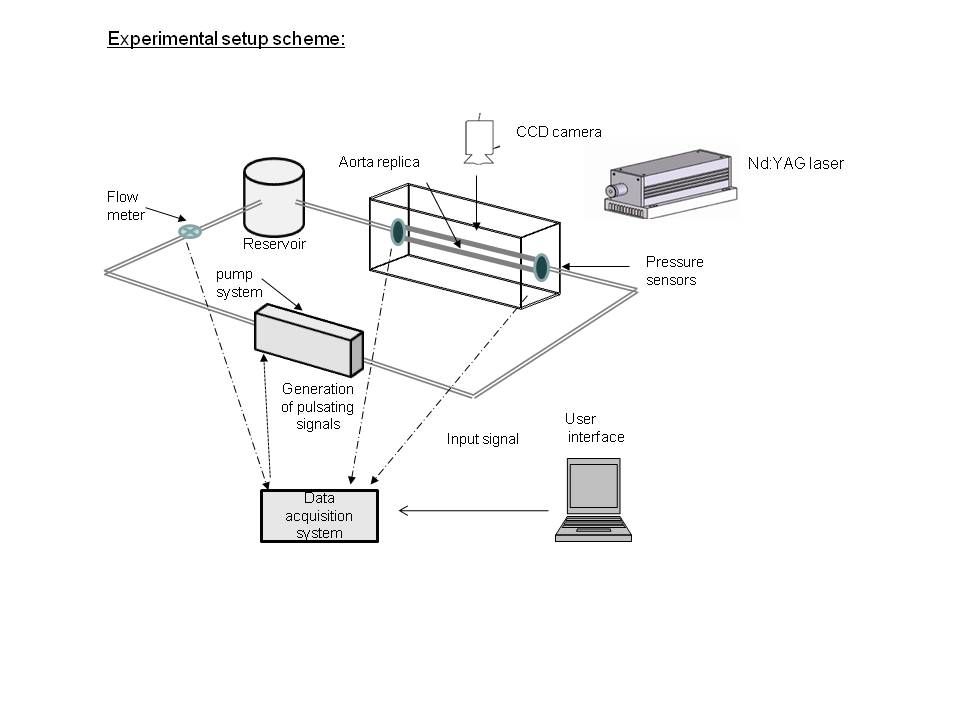 Experimental setup scheme:
CCD camera
Aorta replica
Nd:YAG laser
Flow
meter
Reservoir
Pressure
sensors
pump
system
Generation
of pulsating
signals
User
interface
Input signal
Data
acquisition
system